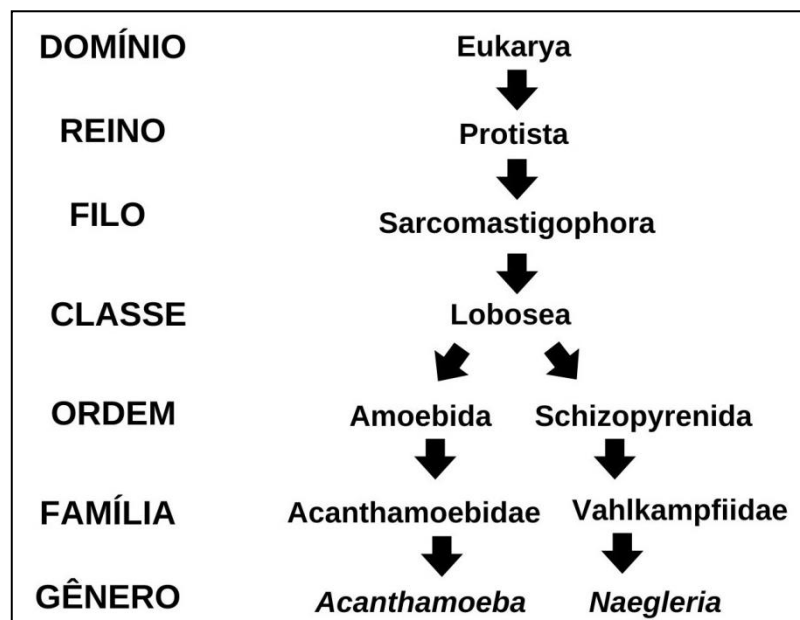 DOMÍNIO Eukarya
REINO Protista
FILO Sarcomastigophora
CLASSE Lobosea
ORDEM Amoebida Schizopyrenida
FAMÍLIA Acanthamoebidae Vahlkampfiidae
GÊNERO Acanthamoeba Naegleria